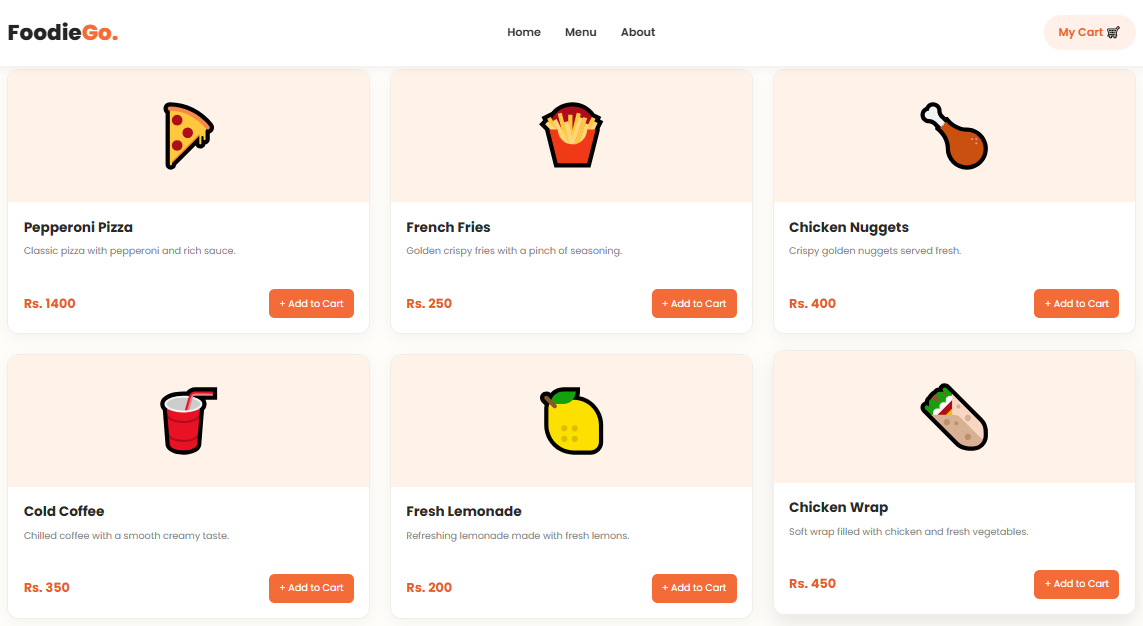 FoodieGo.
Home Menu About
My Cart
Pepperoni Pizza
Classic pizza with pepperoni and rich sauce.
Rs. 1400
+ Add to Cart
French Fries
Golden crispy fries with a pinch of seasoning.
Rs. 250
+ Add to Cart
Chicken Nuggets
Crispy golden nuggets served fresh.
Rs. 400
+ Add to Cart
Cold Coffee
Chilled coffee with a smooth creamy taste.
Rs. 350
+ Add to Cart
Fresh Lemonade
Refreshing lemonade made with fresh lemons.
Rs. 200
+ Add to Cart
Chicken Wrap
Soft wrap filled with chicken and fresh vegetables.
Rs. 450
+ Add to Cart